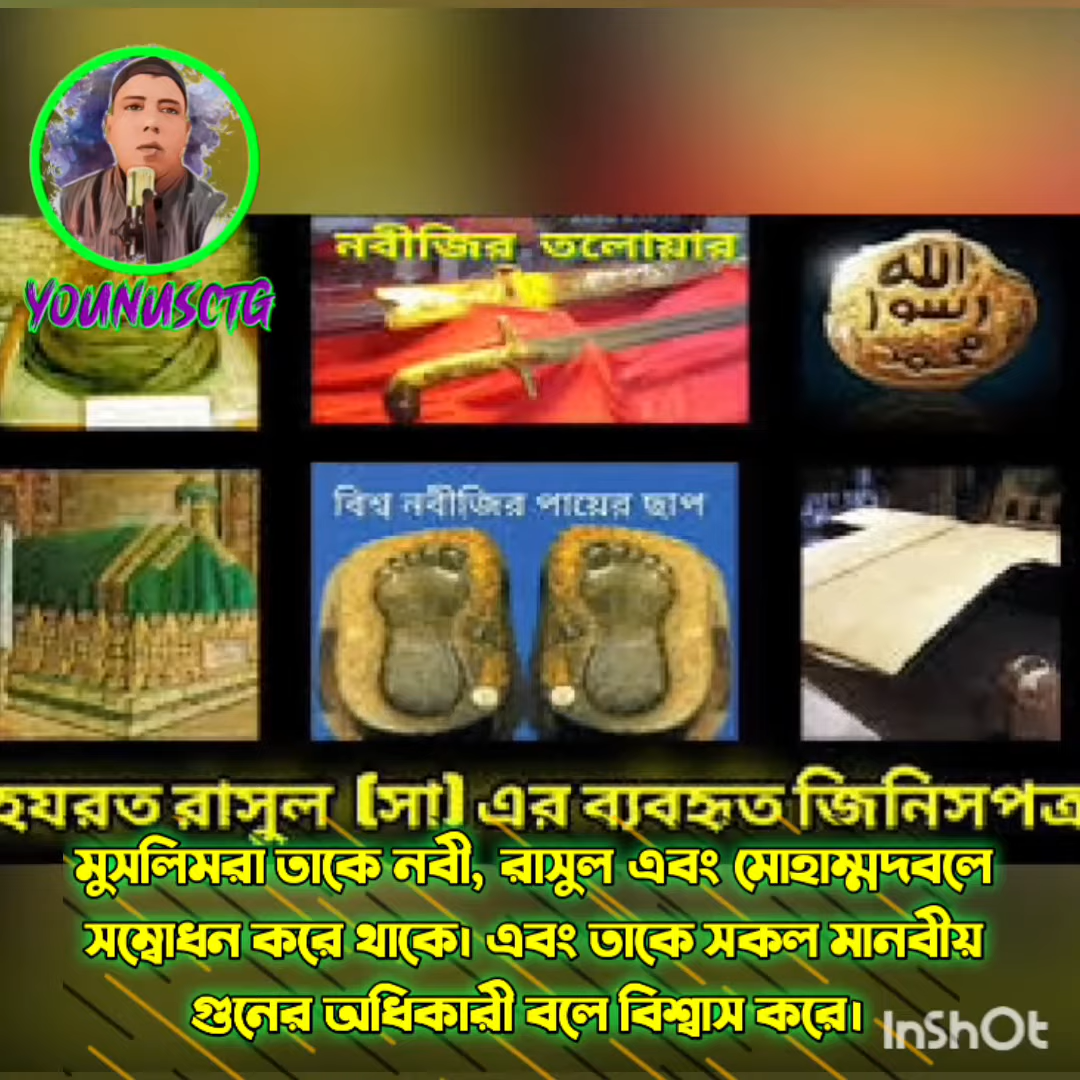 YOUNUSCTG
নবীজির তলোয়ার
الله
رسول
محمد
বিশ্ব নবীজির পায়ের ছাপ
হযরত রাসুল (সা) এর ব্যবহৃত জিনিসপত্র
মুসলিমরা তাকে নবী, রাসুল এবং মোহাম্মদবলে
সম্বোধন করে থাকে। এবং তাকে সকল মানবীয়
গুনের অধিকারী বলে বিশ্বাস করে।
InShOt